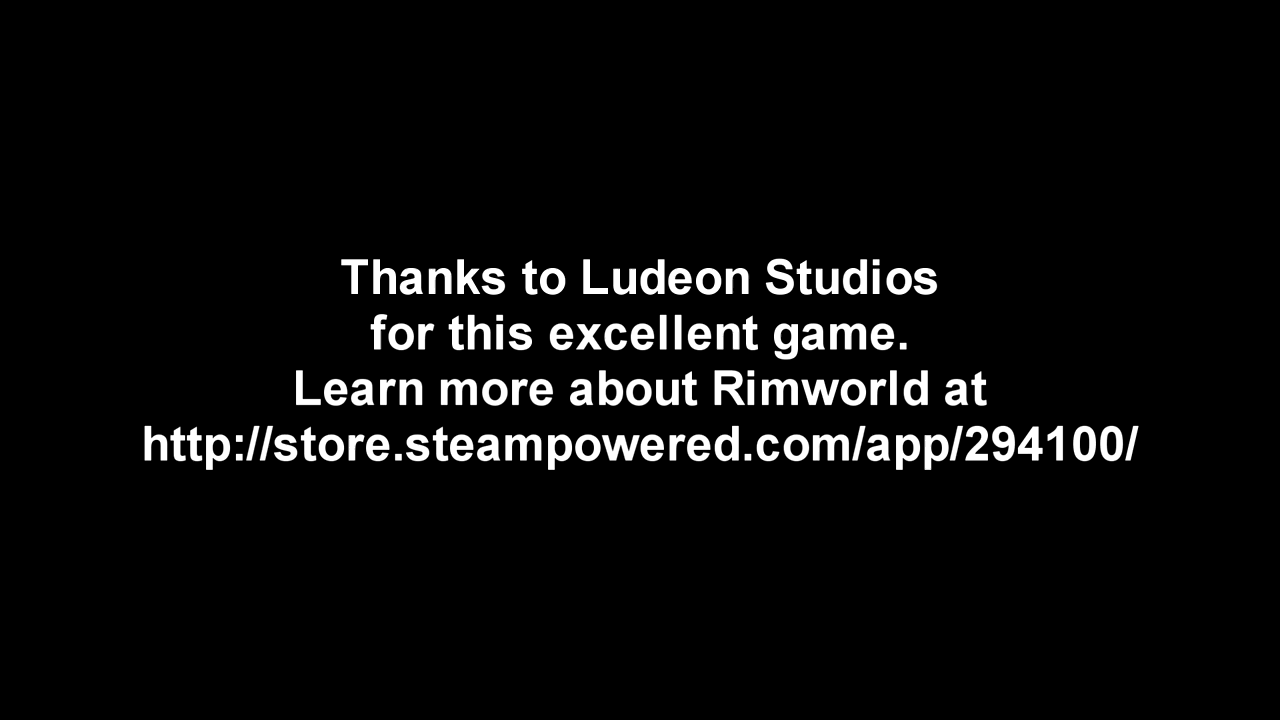 Thanks to Ludeon Studios
for this excellent game.
Learn more about Rimworld at
http://store.steampowered.com/app/294100/